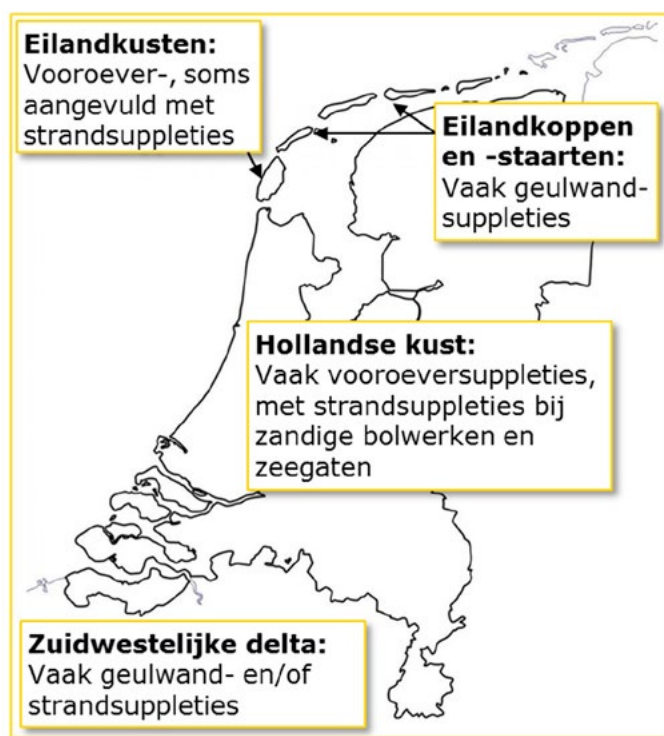 Eilandkusten:
Vooroever-, soms
aangevuld met
strandsuppleties
Eilandkoppen
en -staarten:
Vaak geulwand-
suppleties
Hollandse kust:
Vaak vooroeversuppleties,
met strandsuppleties bij
zandige bolwerken en
zeegaten
Zuidwestelijke delta:
Vaak geulwand- en/of
strandsuppleties